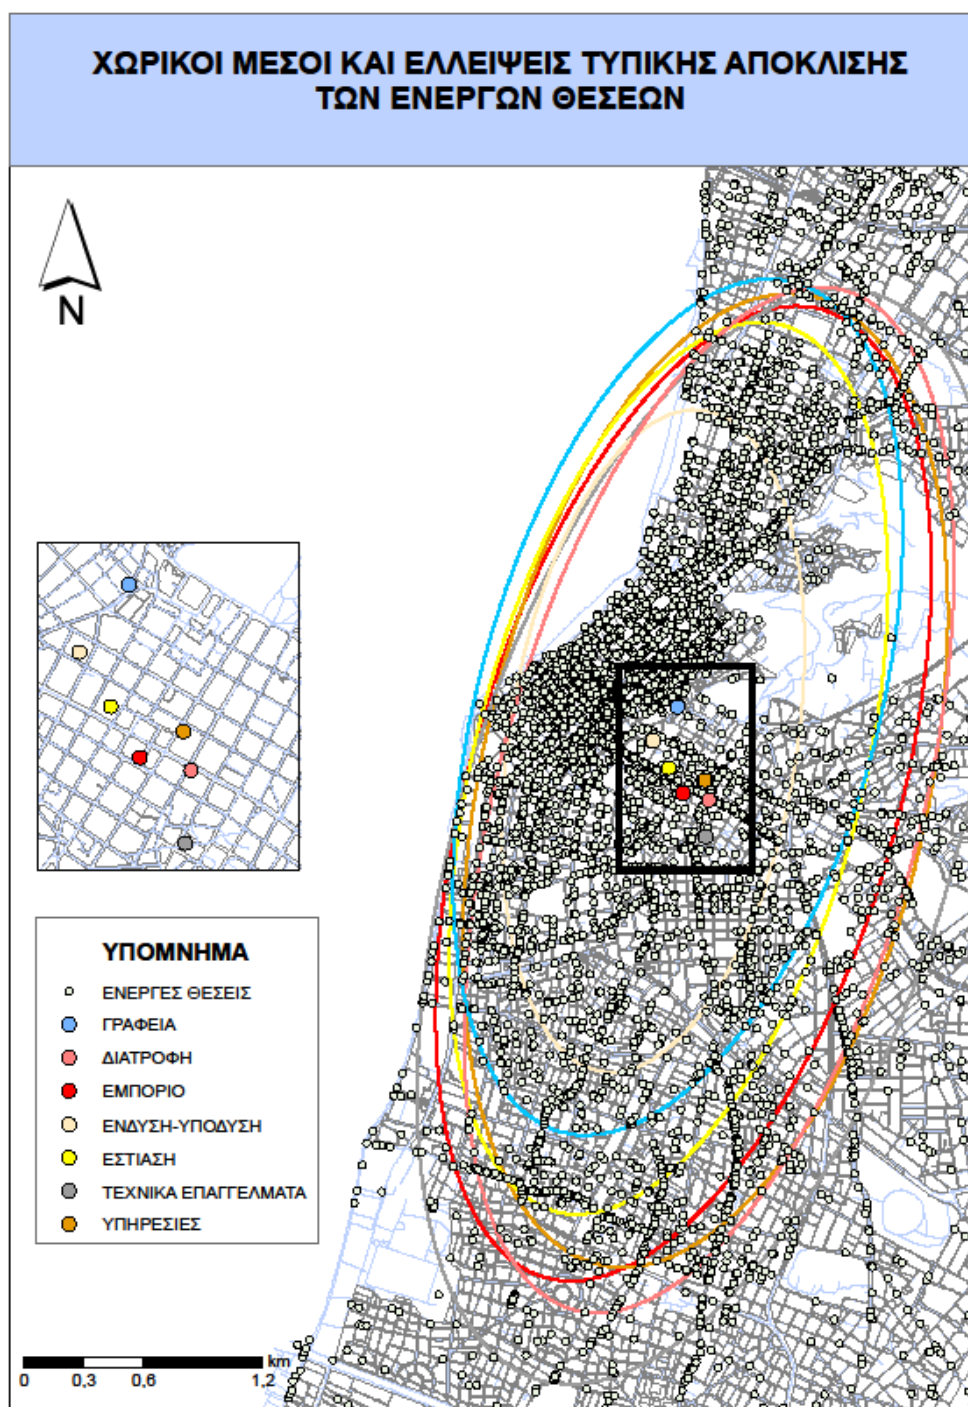 ΧΩΡΙΚΟΙ ΜΕΣΟΙ ΚΑΙ ΕΛΛΕΙΨΕΙΣ ΤΥΠΙΚΗΣ ΑΠΟΚΛΙΣΗΣ
ΤΩΝ ΕΝΕΡΓΩΝ ΘΕΣΕΩΝ
N
ΥΠΟΜΝΗΜΑ
ΕΝΕΡΓΕΣ ΘΕΣΕΙΣ
ΓΡΑΦΕΙΑ
ΔΙΑΤΡΟΦΗ
ΕΜΠΟΡΙΟ
ΕΝΔΥΣΗ-ΥΠΟΔΥΣΗ
ΕΣΤΙΑΣΗ
ΤΕΧΝΙΚΑ ΕΠΑΓΓΕΛΜΑΤΑ
ΥΠΗΡΕΣΙΕΣ
km
0 0,3 0,6 1,2